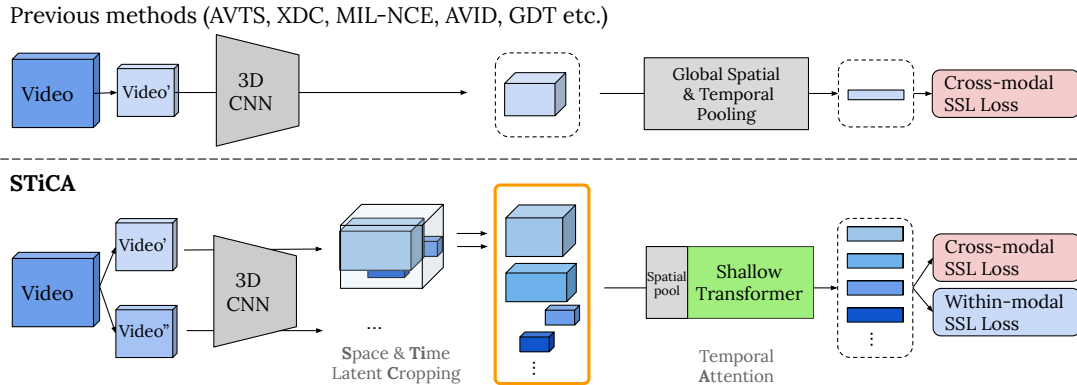 Previous methods (AVTS, XDC, MIL-NCE, AVID, GDT etc.)
Video
Video'
3D
CNN
Global Spatial
& Temporal
Pooling
Cross-modal
SSL Loss
STiCA
Video
Video'
Video"
3D
CNN
...
Space & Time
Latent Cropping
Spatial
pool
Shallow
Transformer
Temporal
Attention
Cross-modal
SSL Loss
Within-modal
SSL Loss